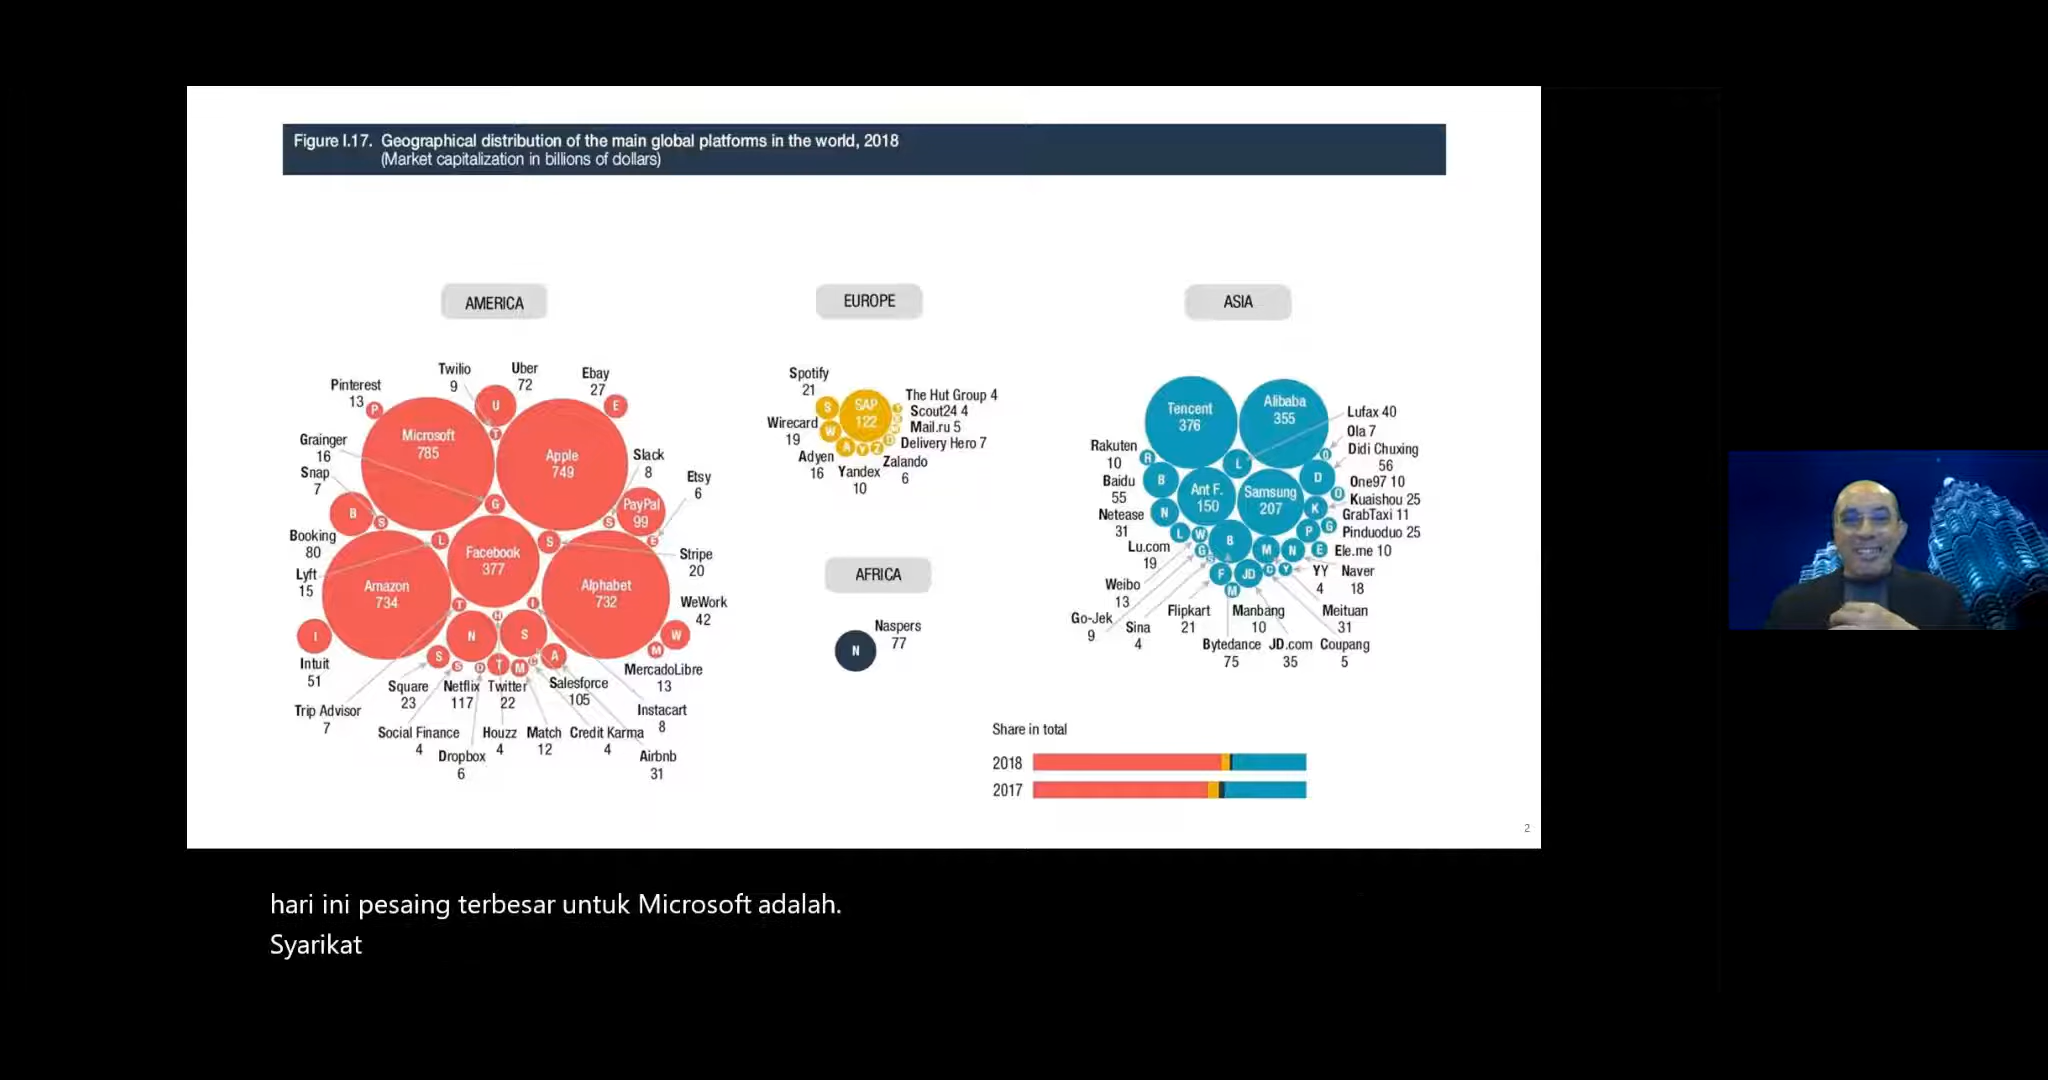 Figure I.17. Geographical distribution of the main global platforms in the world, 2018
(Market capitalization in billions of dollars)
AMERICA
Twilio
9
Uber
72
Ebay
27
Pinterest
13
P
U
E
T
Microsoft
785
Apple
749
Grainger
16
Slack
8
Snap
7
Etsy
6
G
B
S
PayPal
99
S
E
Booking
80
L
S
Facebook
377
Stripe
20
Lyft
15
Amazon
734
Alphabet
732
WeWork
42
T
I
H
I
N
S
W
M
Intuit
51
S
S
D
T
M
C
A
MercadoLibre
13
Square
23
Netflix
117
Twitter
22
Salesforce
105
Trip Advisor
7
Instacart
8
Social Finance
4
Houzz
4
Match
12
Credit Karma
4
Dropbox
6
Airbnb
31
EUROPE
Spotify
21
SAP
122
S
The Hut Group 4
Scout24 4
Mail.ru 5
Delivery Hero 7
Wirecard
19
W
A
Y
Z
D
Adyen
16
Yandex
10
Zalando
6
AFRICA
Naspers
77
N
ASIA
Tencent
376
Alibaba
355
Lufax 40
Ola 7
Didi Chuxing
56
Rakuten
10
R
L
O
Baidu
55
B
D
One97 10
Ant F.
150
Samsung
207
O
Kuaishou 25
Netease
31
N
K
GrabTaxi 11
P
G
Pinduoduo 25
L
W
B
Lu.com
19
G
S
M
N
E
Ele.me 10
F
JD
C
Y
YY
4
Naver
18
Weibo
13
M
Go-Jek
9
Sina
4
Flipkart
21
Manbang
10
Meituan
31
Bytedance
75
JD.com
35
Coupang
5
Share in total
2018
2017
2
hari ini pesaing terbesar untuk Microsoft adalah.
Syarikat